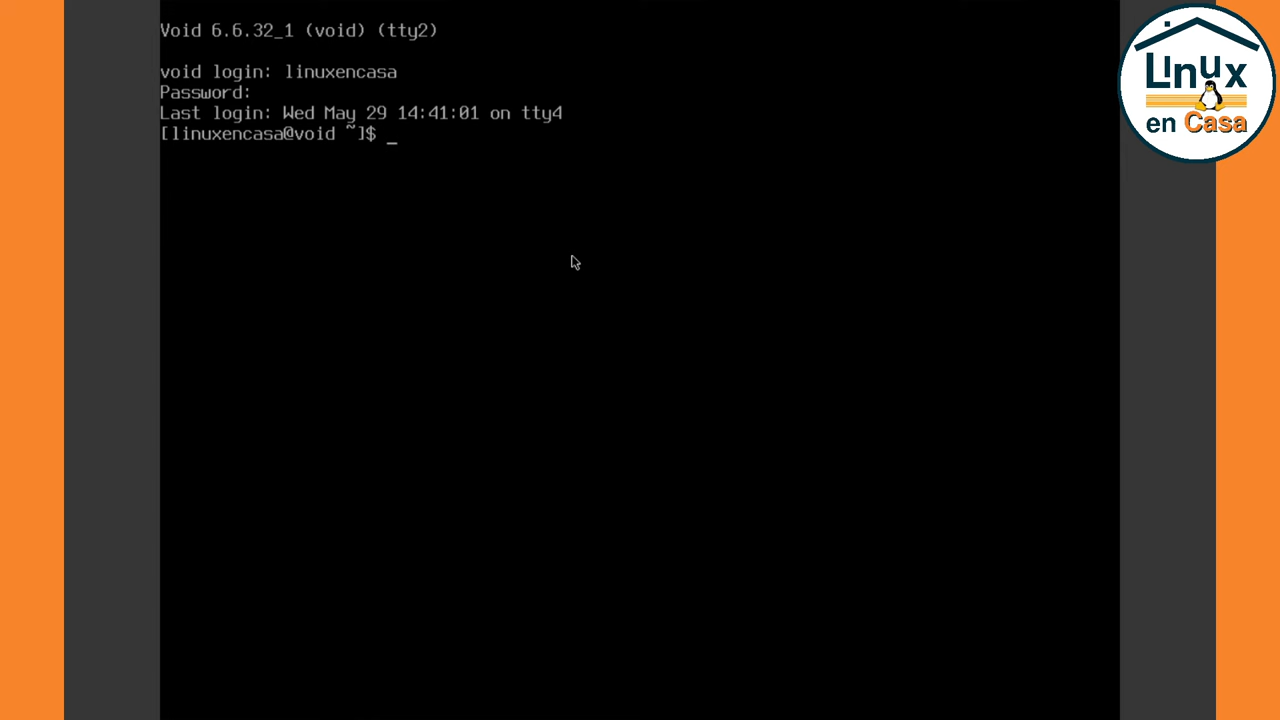 Void 6.6.32_1 (void) (tty2)
void login: linuxencasa
Password:
Last login: Wed May 29 14:41:01 on tty4
[linuxencasa@void ~]$ _
Linux
en Casa